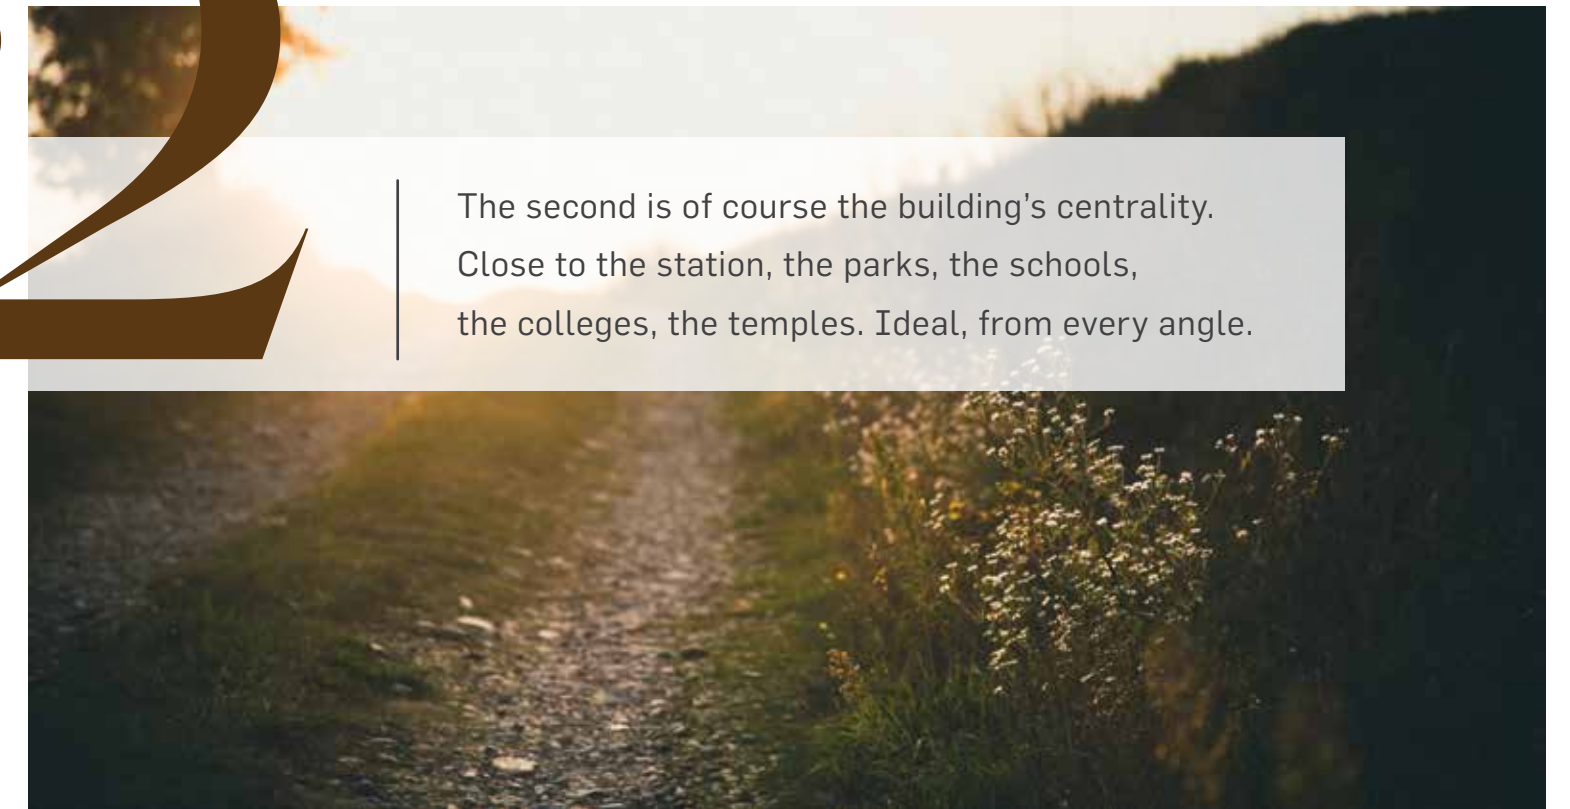 2
The second is of course the building’s centrality.
Close to the station, the parks, the schools,
the colleges, the temples. Ideal, from every angle.